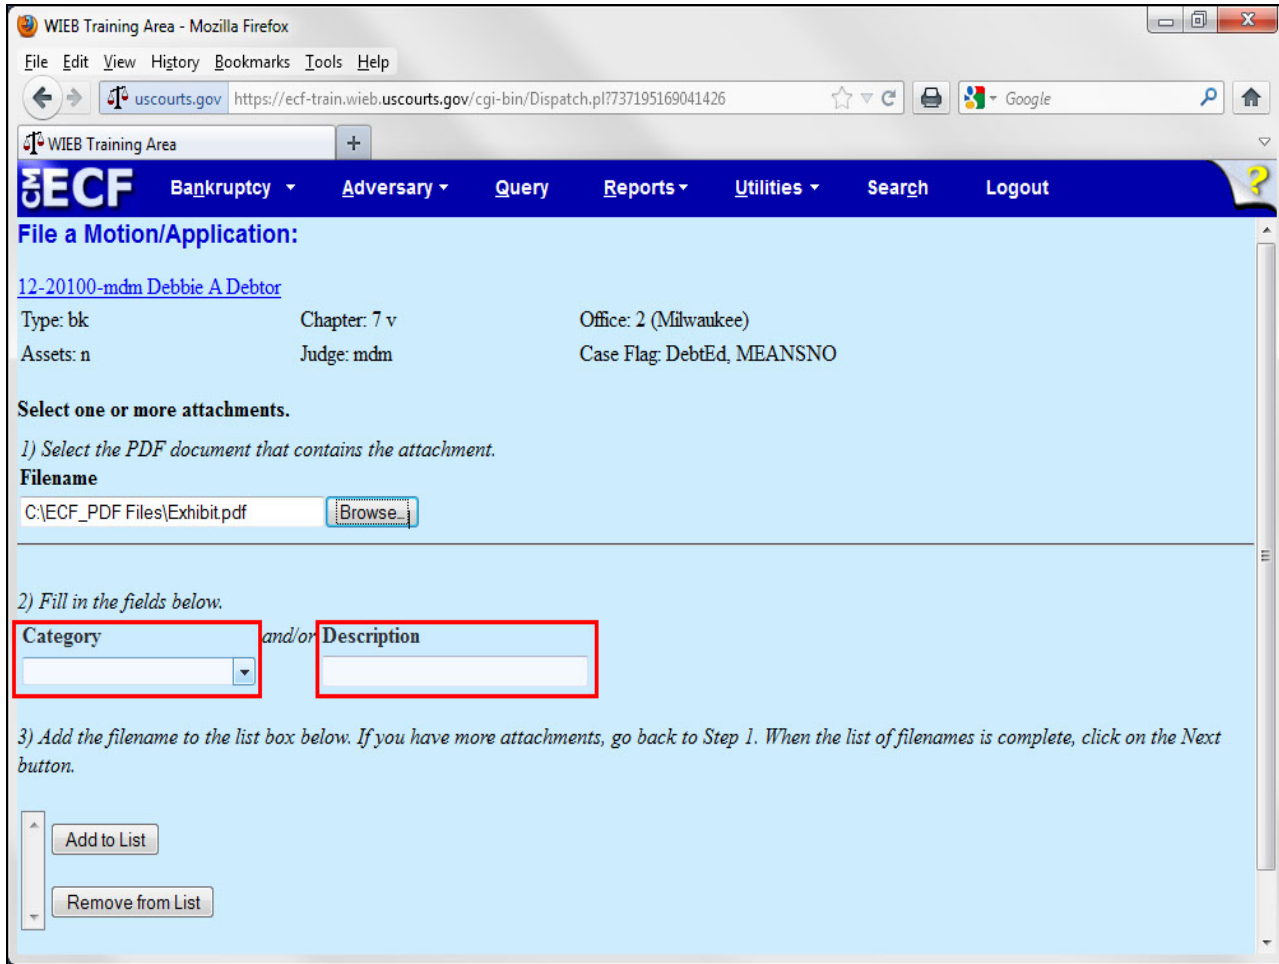 WIEB Training Area - Mozilla Firefox
File Edit View History Bookmarks Tools Help
uscourts.gov https://ecf-train.wieb.uscourts.gov/cgi-bin/Dispatch.pl?737195169041426 Google
WIEB Training Area +
CM ECF Bankruptcy Adversary Query Reports Utilities Search Logout ?
File a Motion/Application:
12-20100-mdm Debbie A Debtor
Type: bk Chapter: 7 v Office: 2 (Milwaukee)
Assets: n Judge: mdm Case Flag: DebtEd, MEANSNO
Select one or more attachments.
1) Select the PDF document that contains the attachment.
Filename
C:\ECF_PDF Files\Exhibit.pdf Browse...
2) Fill in the fields below.
Category and/or Description
3) Add the filename to the list box below. If you have more attachments, go back to Step 1. When the list of filenames is complete, click on the Next
button.
Add to List
Remove from List